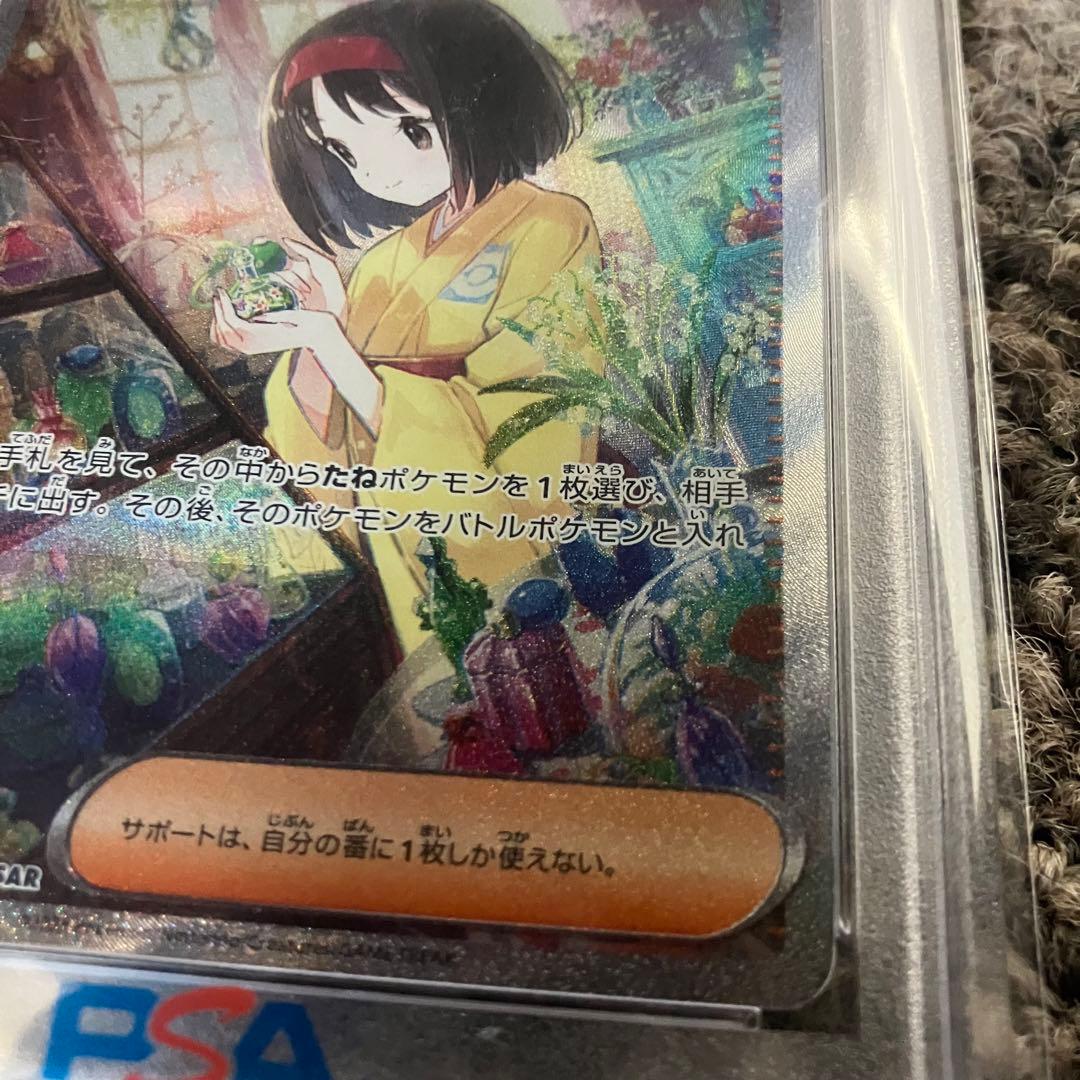 手札を見て、その中からたねポケモンを1枚選び、相手
に出す。その後、そのポケモンをバトルポケモンと入れ
サポートは、自分の番に1枚しか使えない。
SAR
PSA